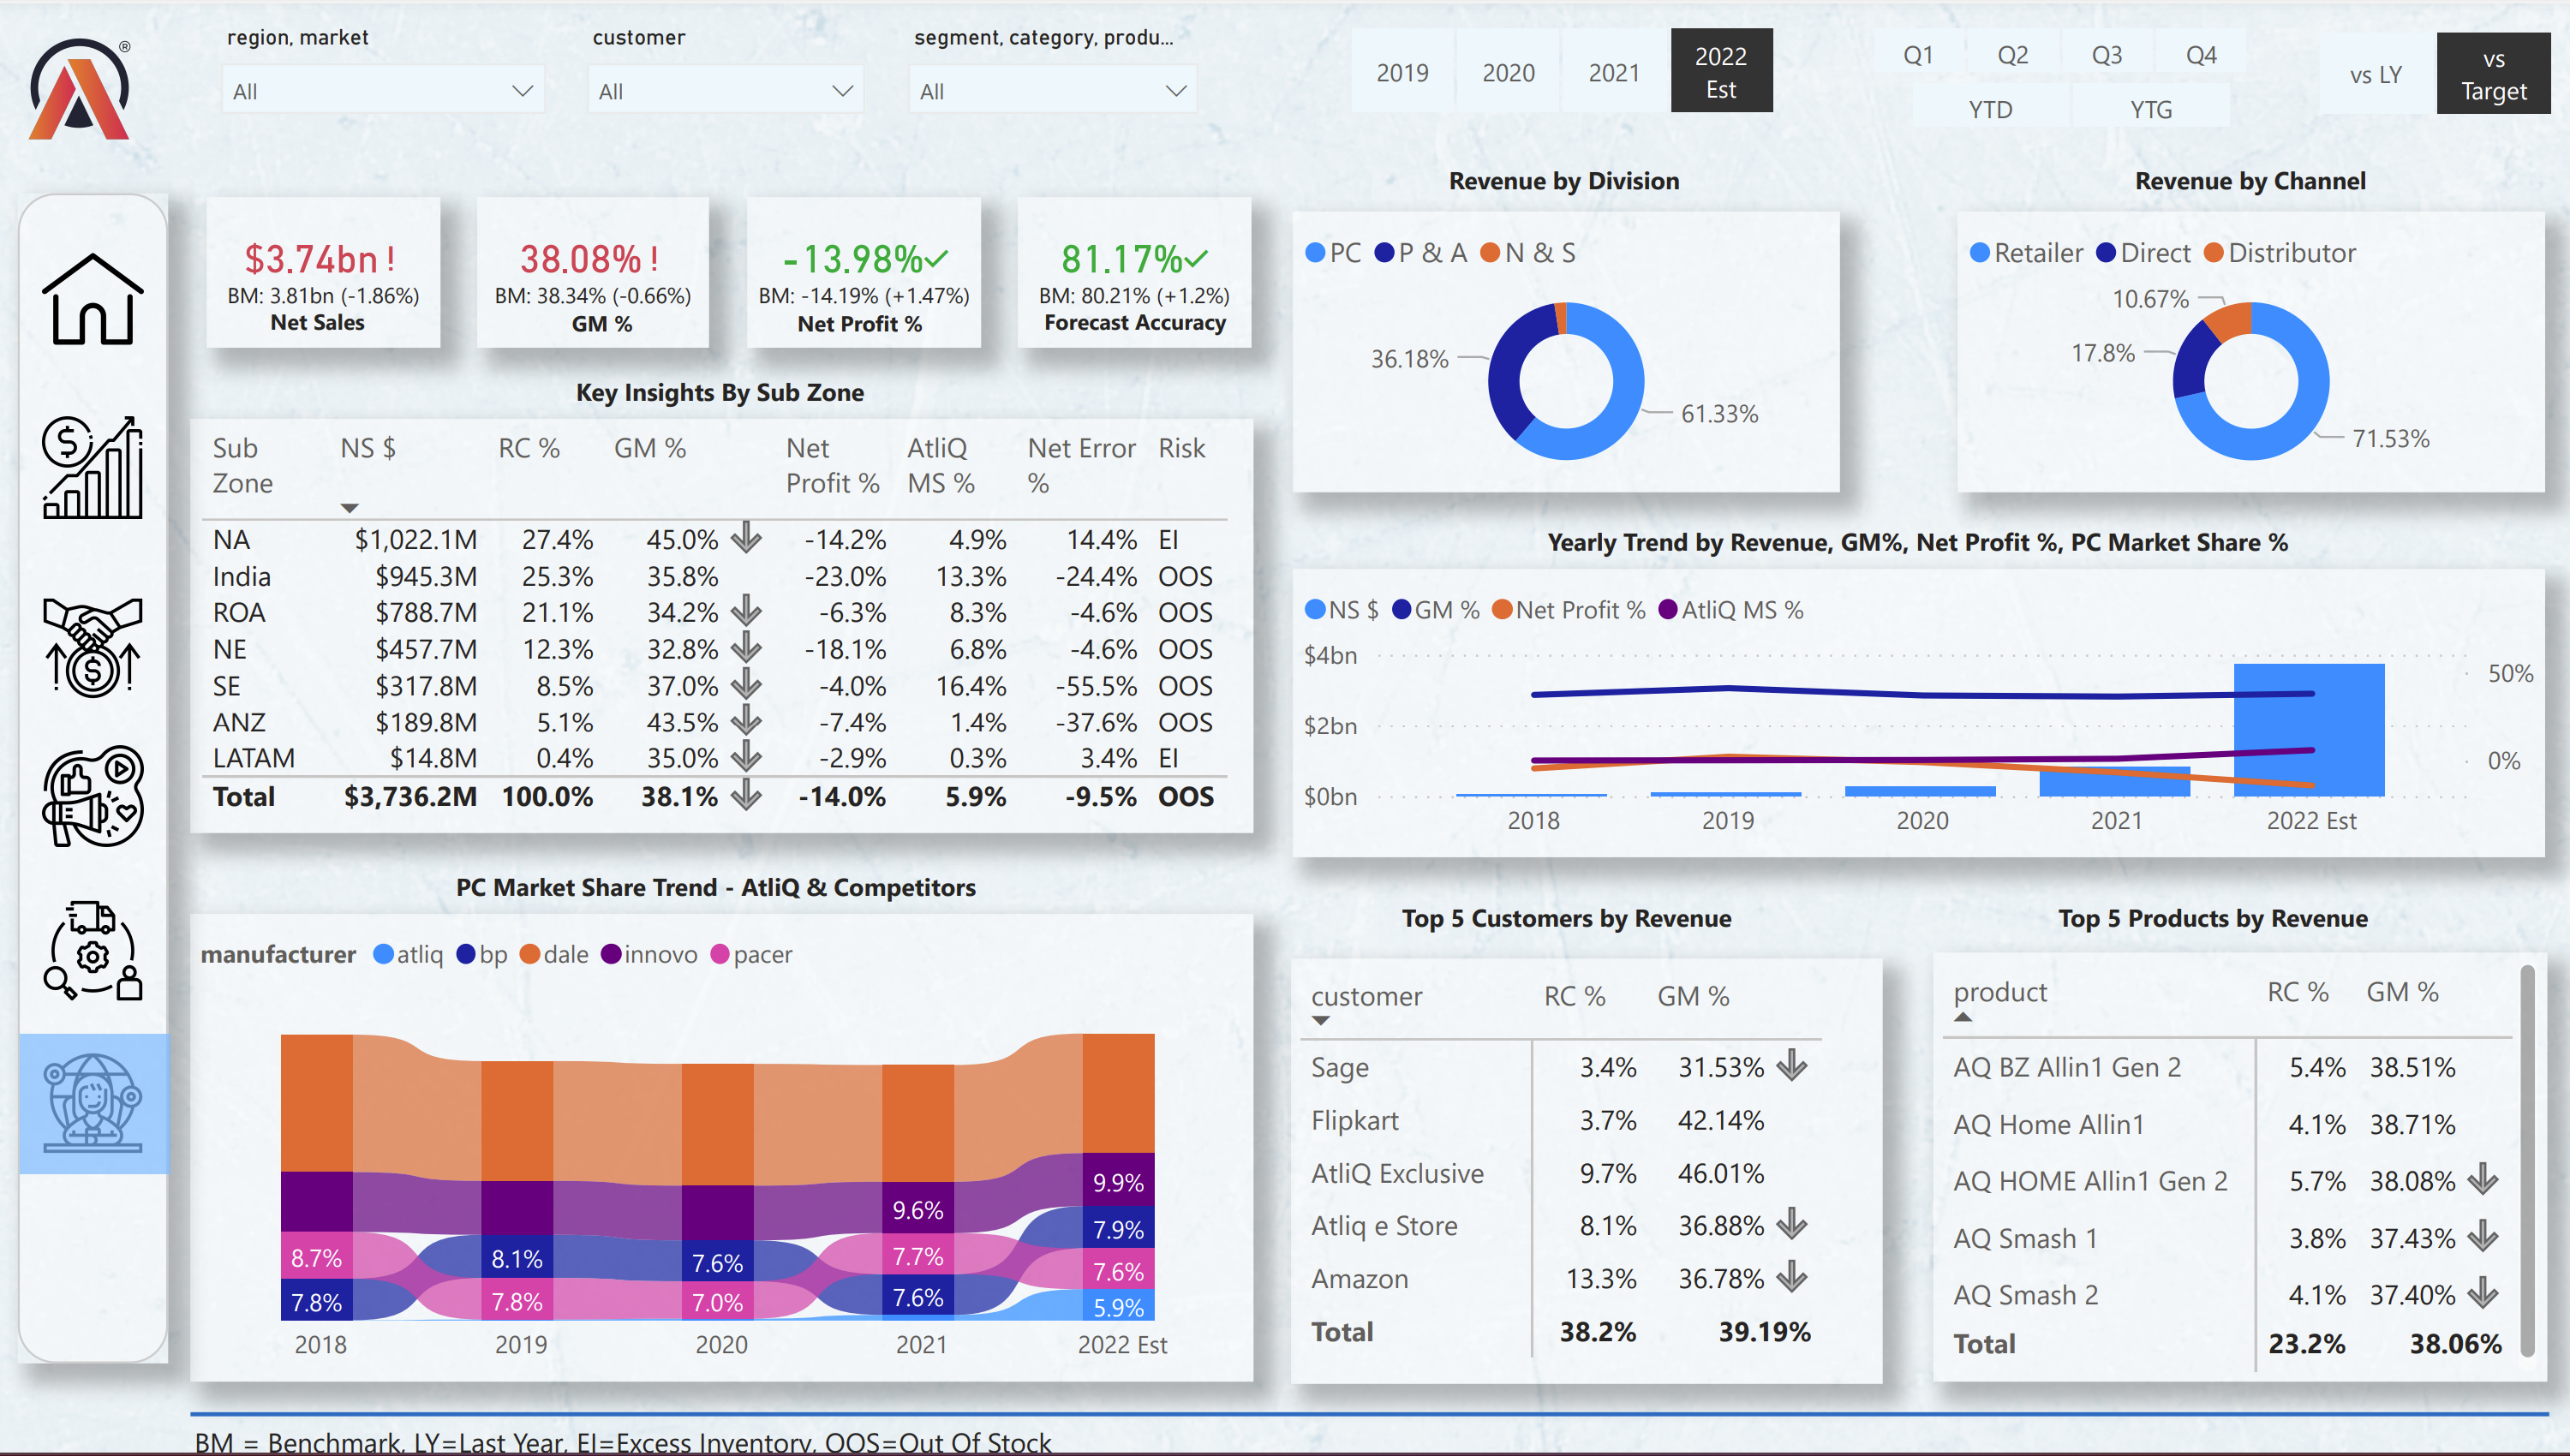 ®
region, market
customer
segment, category, produ...
All
All
All
2019
2020
2021
2022 Est
Q1
Q2
Q3
Q4
YTD
YTG
vs LY
vs Target
$3.74bn!
BM: 3.81bn (-1.86%)
Net Sales
38.08%!
BM: 38.34% (-0.66%)
GM %
-13.98%✓
BM: -14.19% (+1.47%)
Net Profit %
81.17%✓
BM: 80.21% (+1.2%)
Forecast Accuracy
Revenue by Division
PC P & A N & S
36.18%
61.33%
Revenue by Channel
Retailer Direct Distributor
10.67%
17.8%
71.53%
Key Insights By Sub Zone
Sub Zone NS $ RC % GM % Net Profit % AtliQ MS % Net Error % Risk
NA $1,022.1M 27.4% 45.0% -14.2% 4.9% 14.4% EI
India $945.3M 25.3% 35.8% -23.0% 13.3% -24.4% OOS
ROA $788.7M 21.1% 34.2% -6.3% 8.3% -4.6% OOS
NE $457.7M 12.3% 32.8% -18.1% 6.8% -4.6% OOS
SE $317.8M 8.5% 37.0% -4.0% 16.4% -55.5% OOS
ANZ $189.8M 5.1% 43.5% -7.4% 1.4% -37.6% OOS
LATAM $14.8M 0.4% 35.0% -2.9% 0.3% 3.4% EI
Total $3,736.2M 100.0% 38.1% -14.0% 5.9% -9.5% OOS
Yearly Trend by Revenue, GM%, Net Profit %, PC Market Share %
NS $ GM % Net Profit % AtliQ MS %
$4bn
$2bn
$0bn
50%
0%
2018 2019 2020 2021 2022 Est
PC Market Share Trend - AtliQ & Competitors
manufacturer atliq bp dale innovo pacer
8.7%
7.8%
8.1%
7.8%
7.6%
7.0%
9.6%
7.7%
7.6%
9.9%
7.9%
7.6%
5.9%
2018 2019 2020 2021 2022 Est
Top 5 Customers by Revenue
customer RC % GM %
Sage 3.4% 31.53%
Flipkart 3.7% 42.14%
AtliQ Exclusive 9.7% 46.01%
Atliq e Store 8.1% 36.88%
Amazon 13.3% 36.78%
Total 38.2% 39.19%
Top 5 Products by Revenue
product RC % GM %
AQ BZ Allin1 Gen 2 5.4% 38.51%
AQ Home Allin1 4.1% 38.71%
AQ HOME Allin1 Gen 2 5.7% 38.08%
AQ Smash 1 3.8% 37.43%
AQ Smash 2 4.1% 37.40%
Total 23.2% 38.06%
BM = Benchmark, LY=Last Year, EI=Excess Inventory, OOS=Out Of Stock